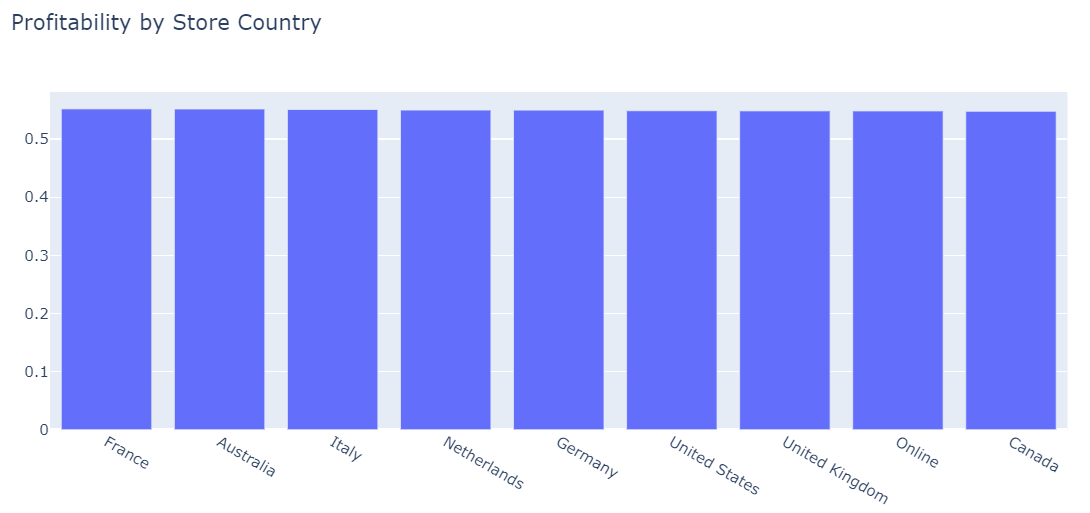 Profitability by Store Country
0.5
0.4
0.3
0.2
0.1
0
France
Australia
Italy
Netherlands
Germany
United States
United Kingdom
Online
Canada